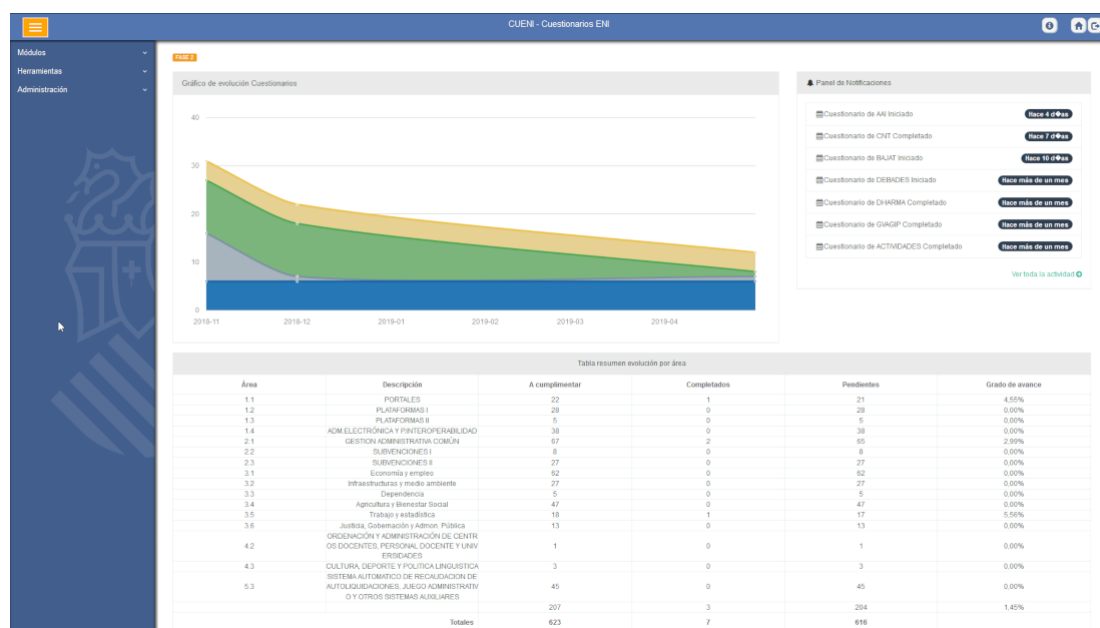 CUENI - Cuestionarios ENI
Módulos
Herramientas
Administración
FASE 2
Gráfico de evolución Cuestionarios
40
30
20
10
0
2018-11 2018-12 2019-01 2019-02 2019-03 2019-04
Panel de Notificaciones
Cuestionario de AAI Iniciado Hace 4 d�as
Cuestionario de CNT Completado Hace 7 d�as
Cuestionario de BAJAT Iniciado Hace 10 d�as
Cuestionario de DEBADES Iniciado Hace más de un mes
Cuestionario de DHARMA Completado Hace más de un mes
Cuestionario de GVAGIP Completado Hace más de un mes
Cuestionario de ACTIVIDADES Completado Hace más de un mes
Ver toda la actividad
Tabla resumen evolución por área
Área Descripción A cumplimentar Completados Pendientes Grado de avance
1.1 PORTALES 22 1 21 4,55%
1.2 PLATAFORMAS I 28 0 28 0,00%
1.3 PLATAFORMAS II 5 0 5 0,00%
1.4 ADM.ELECTRÓNICA Y P.INTEROPERABILIDAD 38 0 38 0,00%
2.1 GESTION ADMINISTRATIVA COMÚN 67 2 65 2,99%
2.2 SUBVENCIONES I 8 0 8 0,00%
2.3 SUBVENCIONES II 27 0 27 0,00%
3.1 Economía y empleo 62 0 62 0,00%
3.2 Infraestructuras y medio ambiente 27 0 27 0,00%
3.3 Dependencia 5 0 5 0,00%
3.4 Agricultura y Bienestar Social 47 0 47 0,00%
3.5 Trabajo y estadística 18 1 17 5,56%
3.6 Justicia, Gobernación y Admon. Pública 13 0 13 0,00%
ORDENACIÓN Y ADMINISTRACIÓN DE CENTR
4.2 OS DOCENTES, PERSONAL DOCENTE Y UNIV 1 0 1 0,00%
ERSIDADES
4.3 CULTURA, DEPORTE Y POLITICA LINGUISTICA 3 0 3 0,00%
SISTEMA AUTOMATICO DE RECAUDACION DE
5.3 AUTOLIQUIDACIONES, JUEGO ADMINISTRATIV 45 0 45 0,00%
O Y OTROS SISTEMAS AUXILIARES
207 3 204 1,45%
Totales 623 7 616